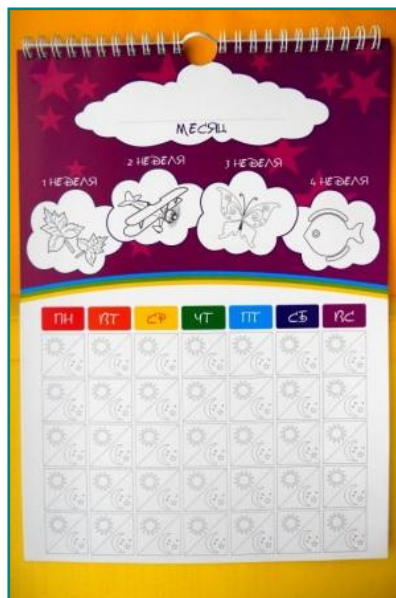 МЕСЯЦ
2 НЕДЕЛЯ 3 НЕДЕЛЯ
1 НЕДЕЛЯ 4 НЕДЕЛЯ
ПН ВТ СР ЧТ ПТ СБ ВС